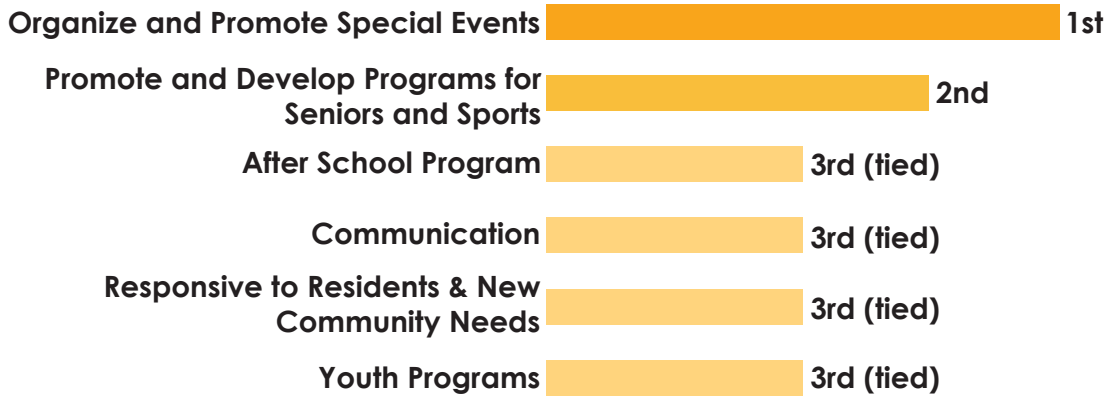 Organize and Promote Special Events 1st
Promote and Develop Programs for
Seniors and Sports 2nd
After School Program 3rd (tied)
Communication 3rd (tied)
Responsive to Residents & New
Community Needs 3rd (tied)
Youth Programs 3rd (tied)